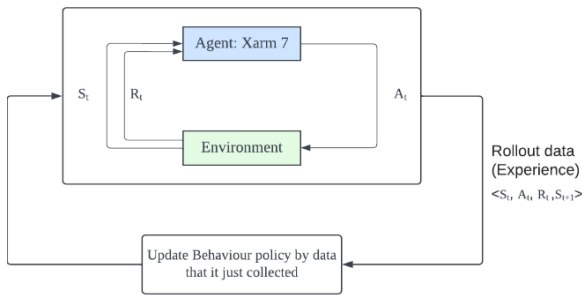 Agent: Xarm 7
Sₜ
Rₜ
Aₜ
Environment
Rollout data
(Experience)
<Sₜ, Aₜ, Rₜ ,Sₜ₊₁>
Update Behaviour policy by data
that it just collected